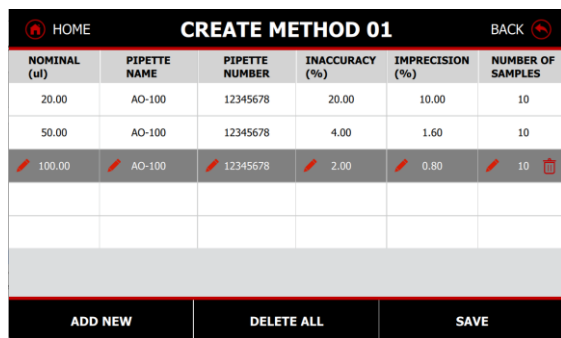 HOME CREATE METHOD 01 BACK
NOMINAL (ul) PIPETTE NAME PIPETTE NUMBER INACCURACY (%) IMPRECISION (%) NUMBER OF SAMPLES
20.00 AO-100 12345678 20.00 10.00 10
50.00 AO-100 12345678 4.00 1.60 10
100.00 AO-100 12345678 2.00 0.80 10
ADD NEW DELETE ALL SAVE